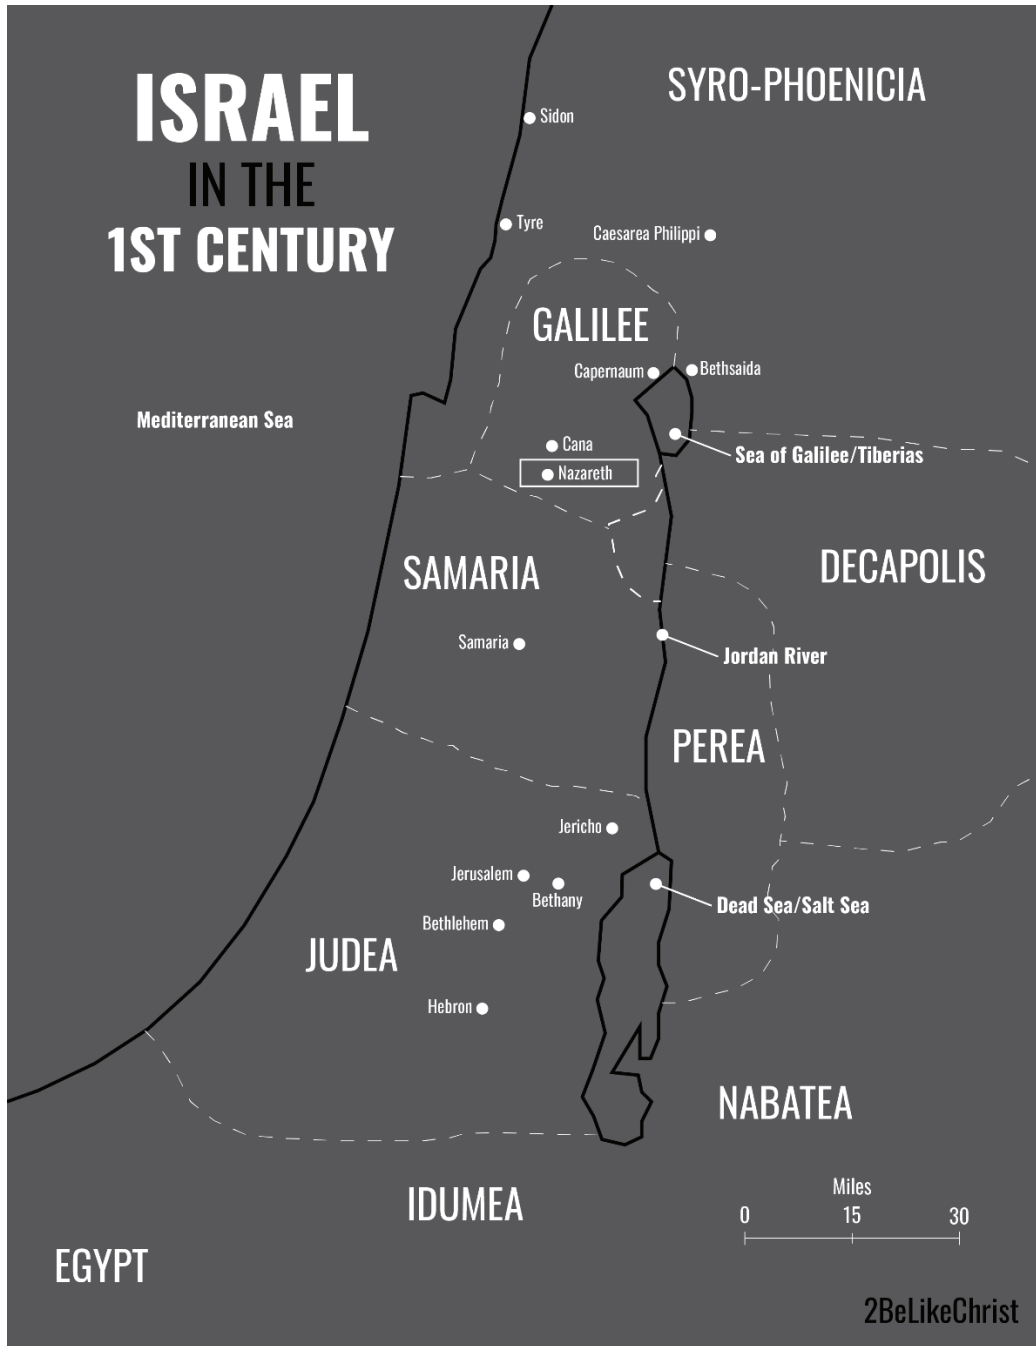 ISRAEL
IN THE
1ST CENTURY
SYRO-PHOENICIA
Sidon
Tyre
Caesarea Philippi
GALILEE
Capernaum
Bethsaida
Mediterranean Sea
Cana
Sea of Galilee/Tiberias
Nazareth
SAMARIA
DECAPOLIS
Samaria
Jordan River
PEREA
Jericho
Jerusalem
Bethany
Dead Sea/Salt Sea
Bethlehem
JUDEA
Hebron
NABATEA
IDUMEA
Miles
0 15 30
EGYPT
2BeLikeChrist